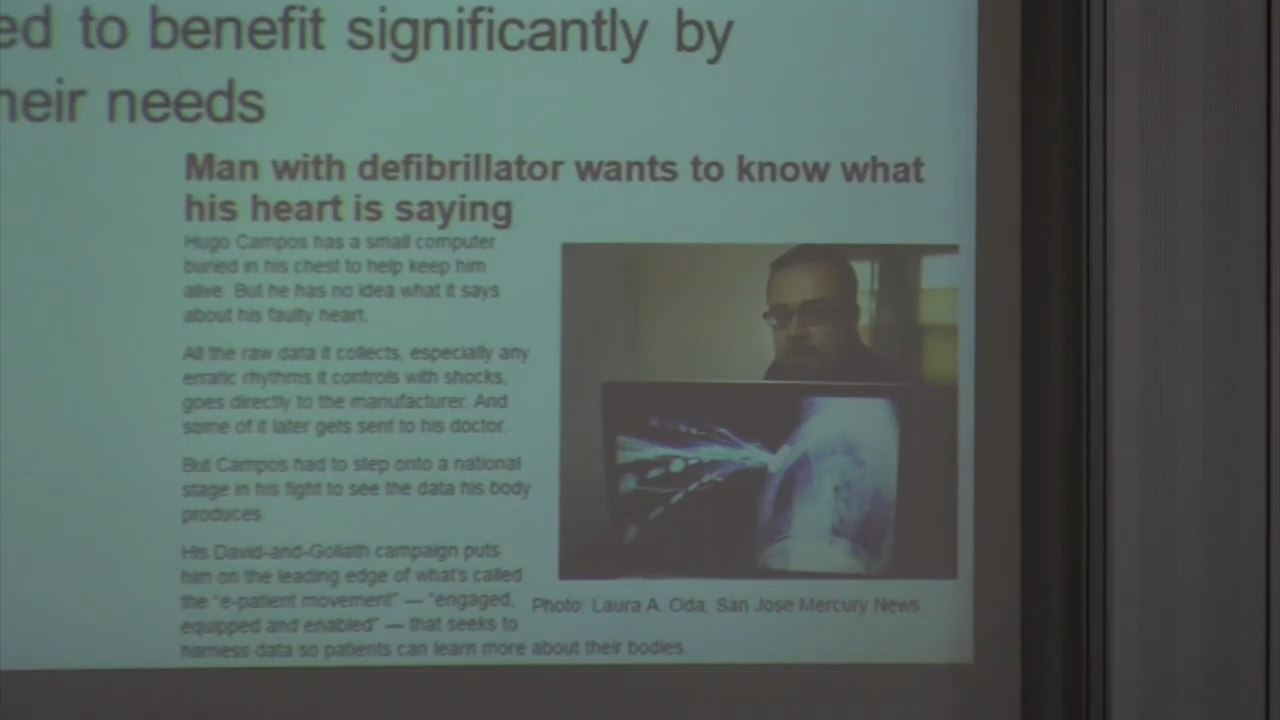 ed to benefit significantly by
heir needs
Man with defibrillator wants to know what
his heart is saying
Hugo Campos has a small computer
buried in his chest to help keep him
alive. But he has no idea what it says
about his faulty heart.
All the raw data it collects, especially any
erratic rhythms it controls with shocks,
goes directly to the manufacturer. And
some of it later gets sent to his doctor.
But Campos had to step onto a national
stage in his fight to see the data his body
produces.
His David-and-Goliath campaign puts
him on the leading edge of what's called
the "e-patient movement" — "engaged,
equipped and enabled" — that seeks to
harness data so patients can learn more about their bodies.
Photo: Laura A. Oda, San Jose Mercury News